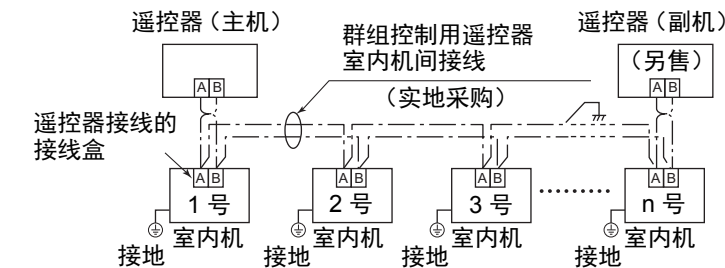 遥控器（主机）
群组控制用遥控器
室内机间接线
（实地采购）
遥控器（副机）
（另售）
A B
A B
遥控器接线的
接线盒
A B
A B
A B
A B
1 号
2 号
3 号
n 号
室内机
室内机
室内机
室内机
接地
接地
接地
接地